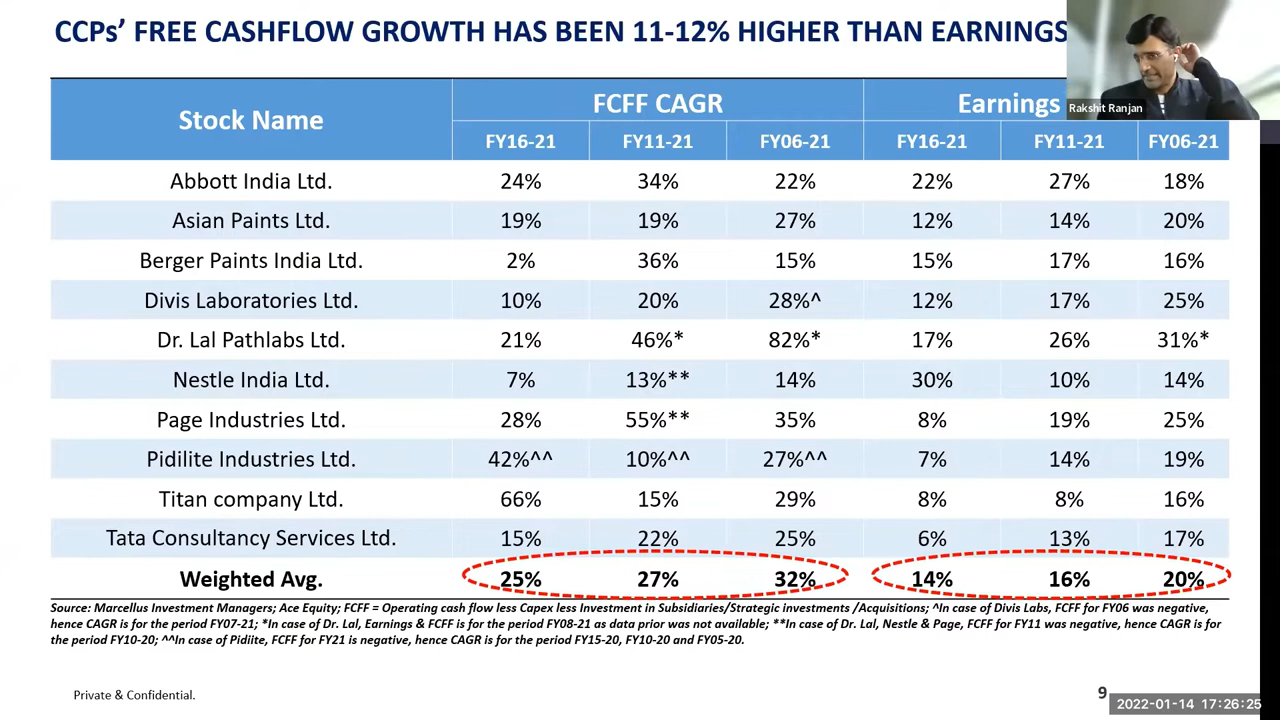 CCPs’ FREE CASHFLOW GROWTH HAS BEEN 11-12% HIGHER THAN EARNINGS
Rakshit Ranjan
Stock Name FCFF CAGR Earnings
FY16-21 FY11-21 FY06-21 FY16-21 FY11-21 FY06-21
Abbott India Ltd. 24% 34% 22% 22% 27% 18%
Asian Paints Ltd. 19% 19% 27% 12% 14% 20%
Berger Paints India Ltd. 2% 36% 15% 15% 17% 16%
Divis Laboratories Ltd. 10% 20% 28%^ 12% 17% 25%
Dr. Lal Pathlabs Ltd. 21% 46%* 82%* 17% 26% 31%*
Nestle India Ltd. 7% 13%** 14% 30% 10% 14%
Page Industries Ltd. 28% 55%** 35% 8% 19% 25%
Pidilite Industries Ltd. 42%^^ 10%^^ 27%^^ 7% 14% 19%
Titan company Ltd. 66% 15% 29% 8% 8% 16%
Tata Consultancy Services Ltd. 15% 22% 25% 6% 13% 17%
Weighted Avg. 25% 27% 32% 14% 16% 20%
Source: Marcellus Investment Managers; Ace Equity; FCFF = Operating cash flow less Capex less Investment in Subsidiaries/Strategic investments /Acquisitions; ^In case of Divis Labs, FCFF for FY06 was negative,
hence CAGR is for the period FY07-21; *In case of Dr. Lal, Earnings & FCFF is for the period FY08-21 as data prior was not available; **In case of Dr. Lal, Nestle & Page, FCFF for FY11 was negative, hence CAGR is for
the period FY10-20; ^^In case of Pidilite, FCFF for FY21 is negative, hence CAGR is for the period FY15-20, FY10-20 and FY05-20.
Private & Confidential.
9
2022-01-14 17:26:25